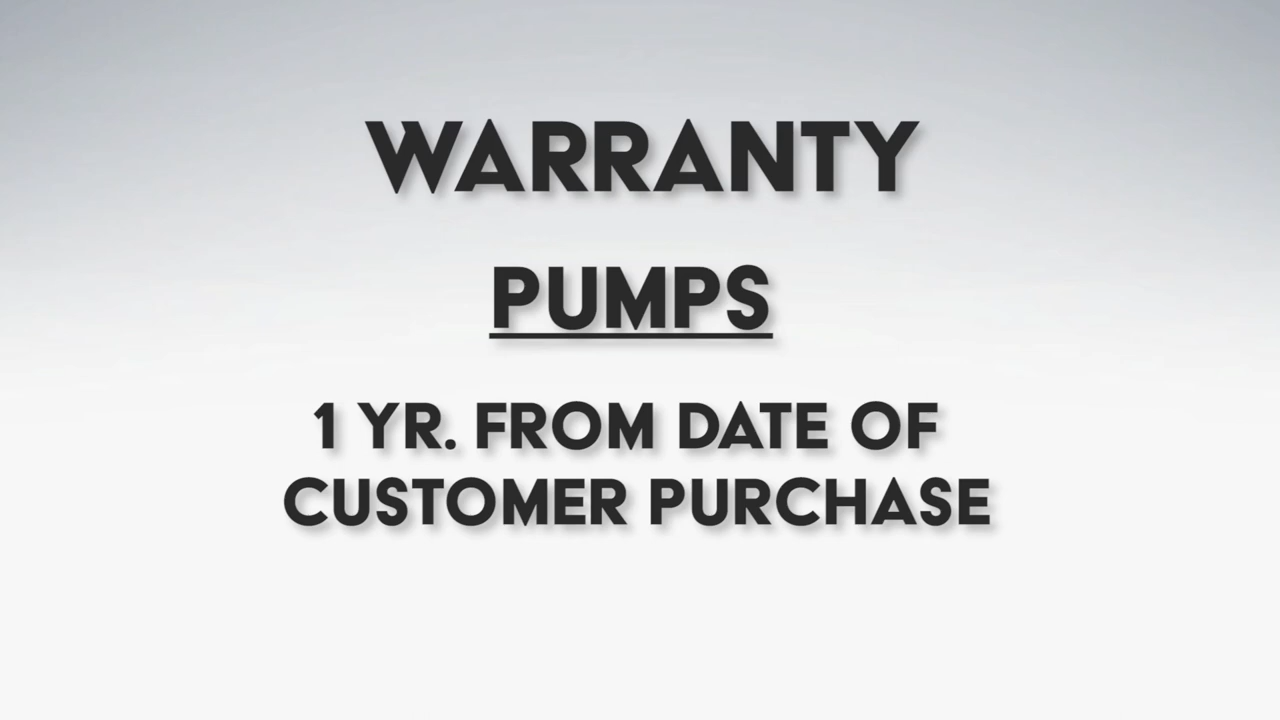 WARRANTY
PUMPS
1 YR. FROM DATE OF
CUSTOMER PURCHASE